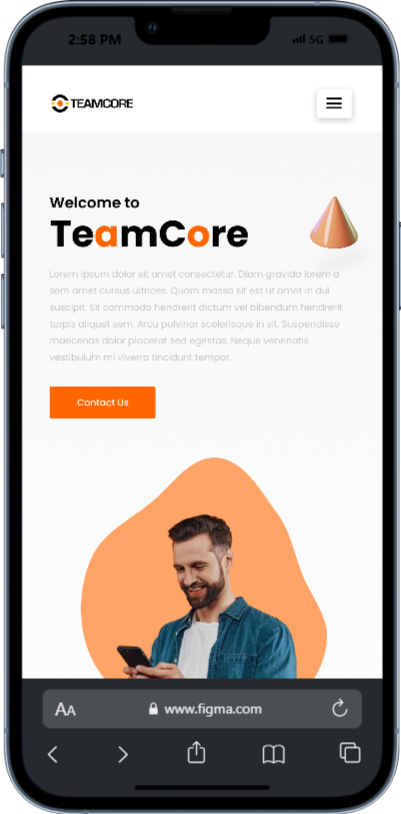 2:58 PM
5G
TEAMCORE
Welcome to
TeamCore
Lorem ipsum dolor sit amet consectetur. Diam gravida lorem a
sem amet cursus ultrices. Quam massa sit est ut amet in dui
suscipit. Sit commodo hendrerit dictum vel bibendum hendrerit
turpis aliquet sem. Arcu pulvinar scelerisque in sit. Suspendisse
maecenas dolor placerat sed egestas. Neque venenatis
vestibulum mi viverra tincidunt tempor.
Contact Us
AA www.figma.com